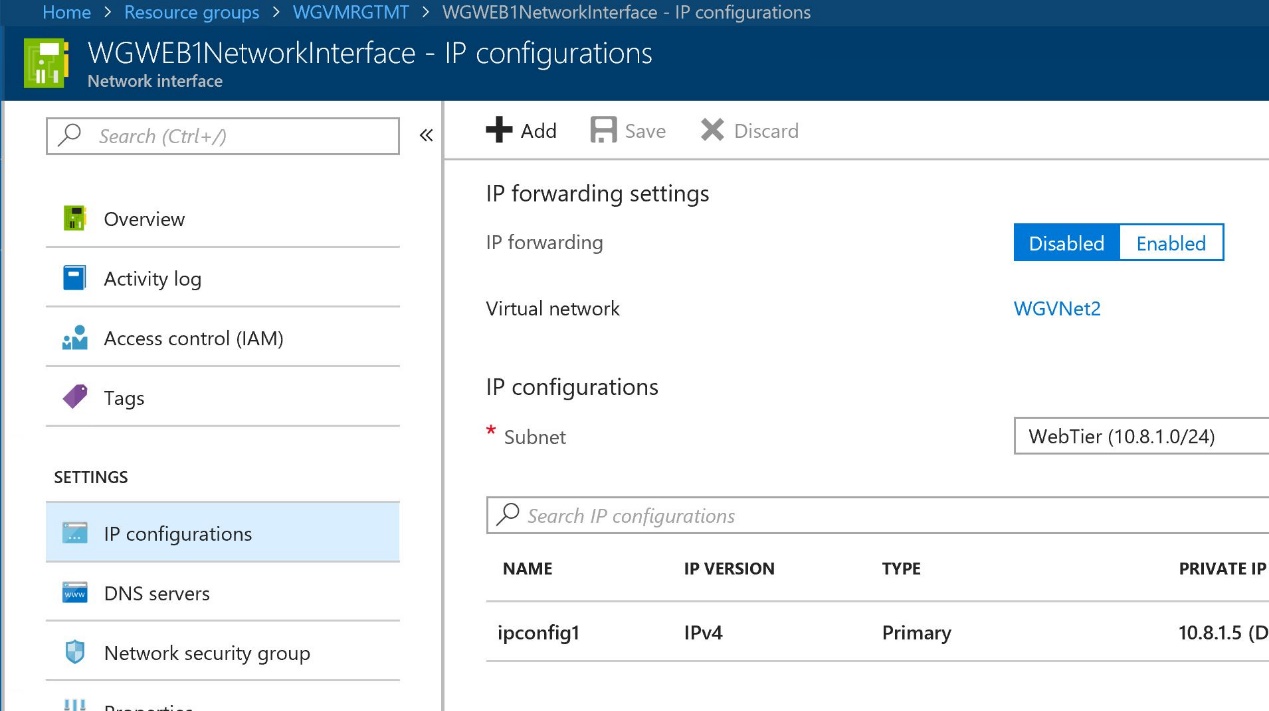 Home > Resource groups > WGVMRGTMT > WGWEB1NetworkInterface - IP configurations
WGWEB1NetworkInterface - IP configurations
Network interface
Search (Ctrl+/)
«
Overview
Activity log
Access control (IAM)
Tags
SETTINGS
IP configurations
DNS servers
Network security group
Properties
Add Save Discard
IP forwarding settings
IP forwarding Disabled Enabled
Virtual network WGVNet2
IP configurations
* Subnet WebTier (10.8.1.0/24)
Search IP configurations
NAME IP VERSION TYPE PRIVATE IP
ipconfig1 IPv4 Primary 10.8.1.5 (D